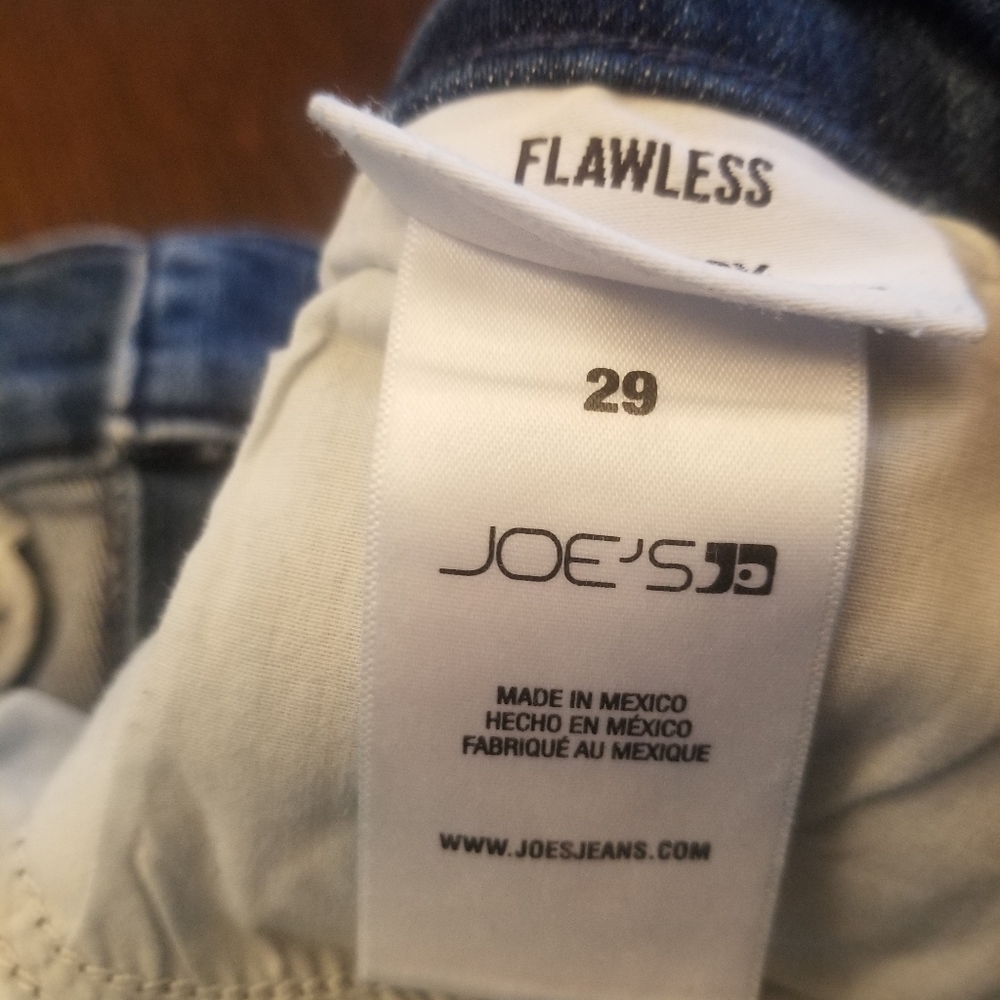 FLAWLESS
29
JOE'S
MADE IN MEXICO
HECHO EN MÉXICO
FABRIQUÉ AU MEXIQUE
WWW.JOESJEANS.COM